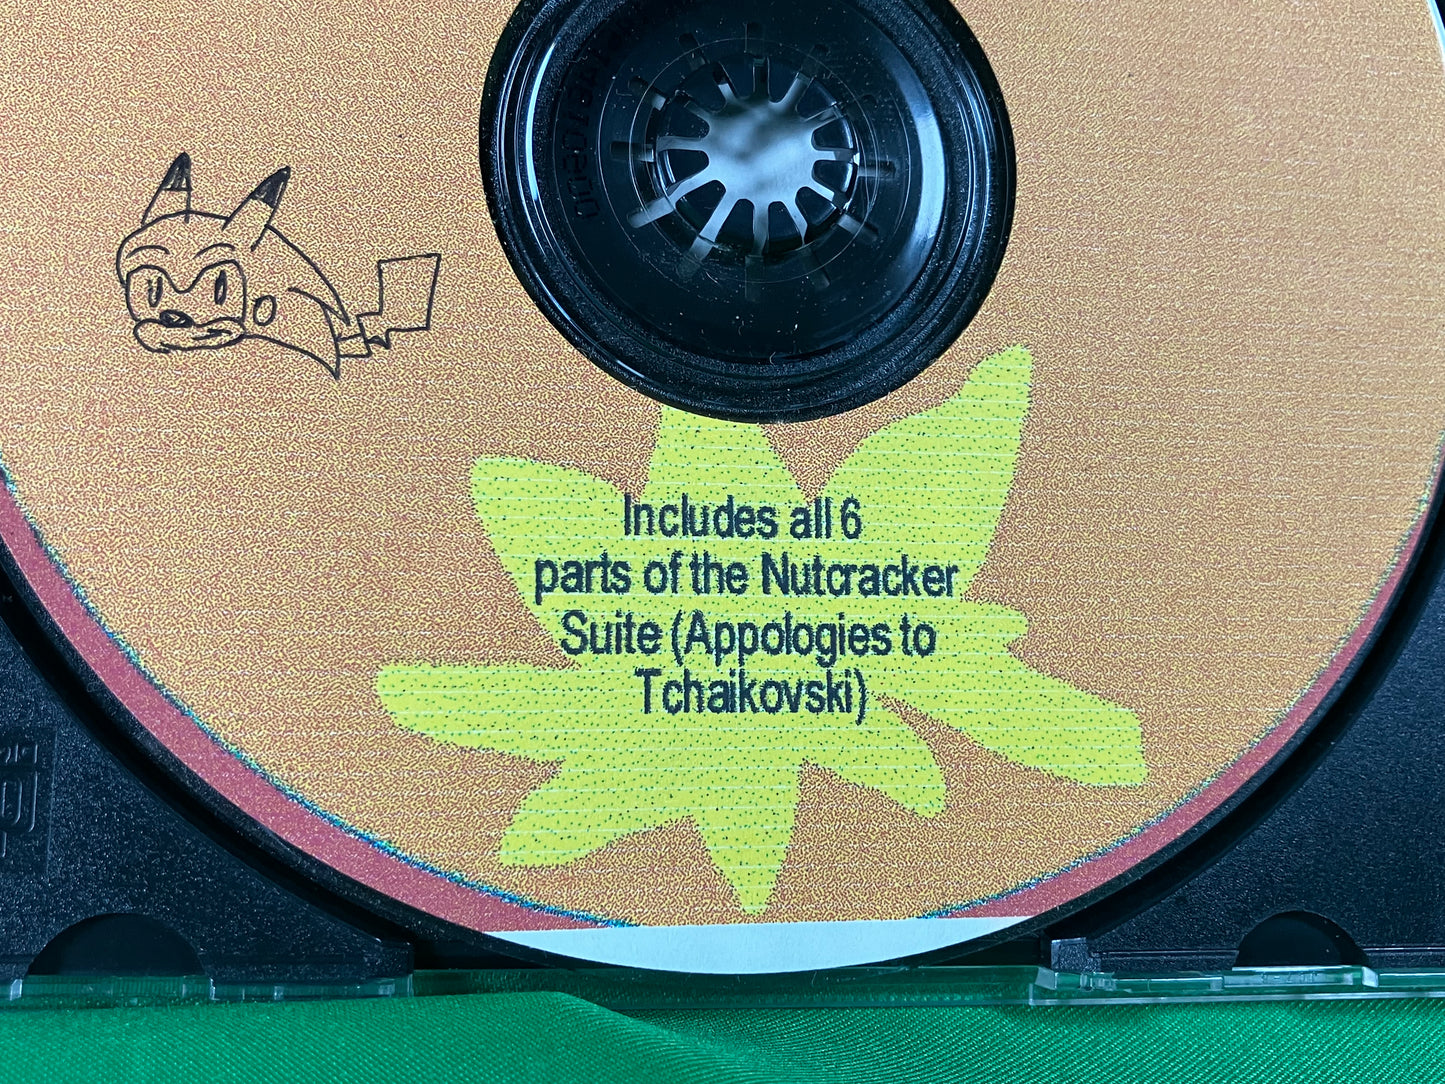 Includes all 6
parts of the Nutcracker
Suite (Appologies to
Tchaikovski)